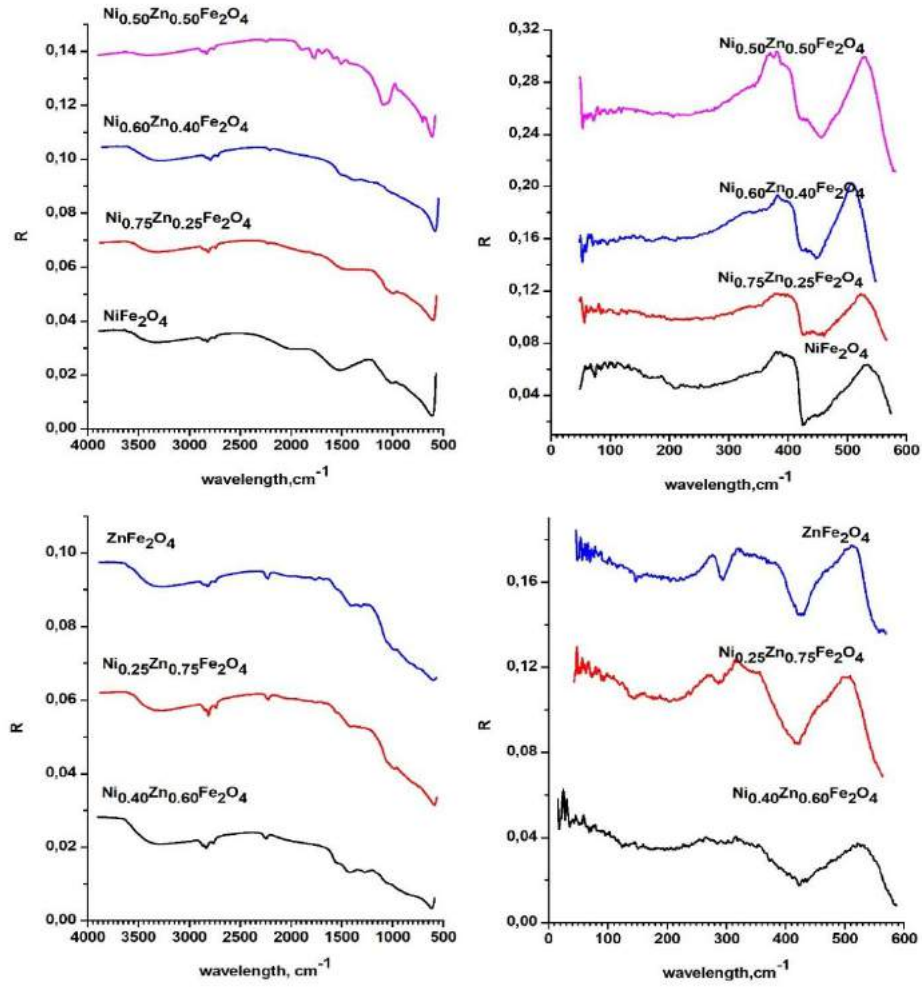 Ni0.50Zn0.50Fe2O4
0,14
0,12
Ni0.60Zn0.40Fe2O4
0,10
0,08
Ni0.75Zn0.25Fe2O4
R
0,06
0,04
NiFe2O4
0,02
0,00
4000 3500 3000 2500 2000 1500 1000 500
wavelength,cm-1
0,32
Ni0.50Zn0.50Fe2O4
0,28
0,24
0,20
Ni0.60Zn0.40Fe2O4
R
0,16
Ni0.75Zn0.25Fe2O4
0,12
0,08
NiFe2O4
0,04
0 100 200 300 400 500 600
wavelength,cm-1
ZnFe2O4
0,10
0,08
Ni0.25Zn0.75Fe2O4
0,06
R
0,04
Ni0.40Zn0.60Fe2O4
0,02
0,00
4000 3500 3000 2500 2000 1500 1000 500
wavelength, cm-1
ZnFe2O4
0,16
Ni0.25Zn0.75Fe2O4
0,12
R
0,08
Ni0.40Zn0.60Fe2O4
0,04
0,00
0 100 200 300 400 500 600
wavelength, cm-1